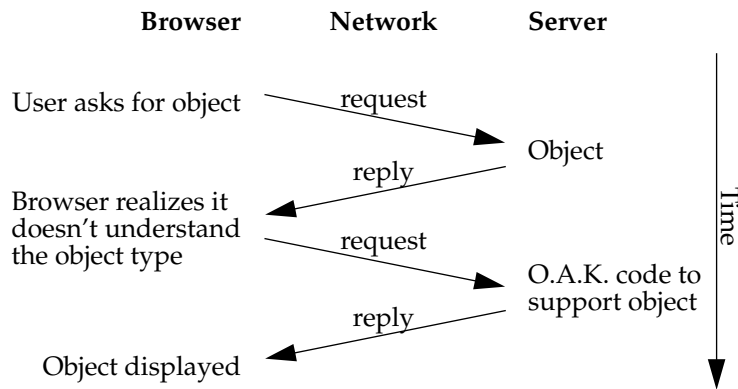 Browser Network Server
User asks for object
request
Object
reply
Browser realizes it
doesn't understand
the object type
request
O.A.K. code to
support object
reply
Object displayed
Time